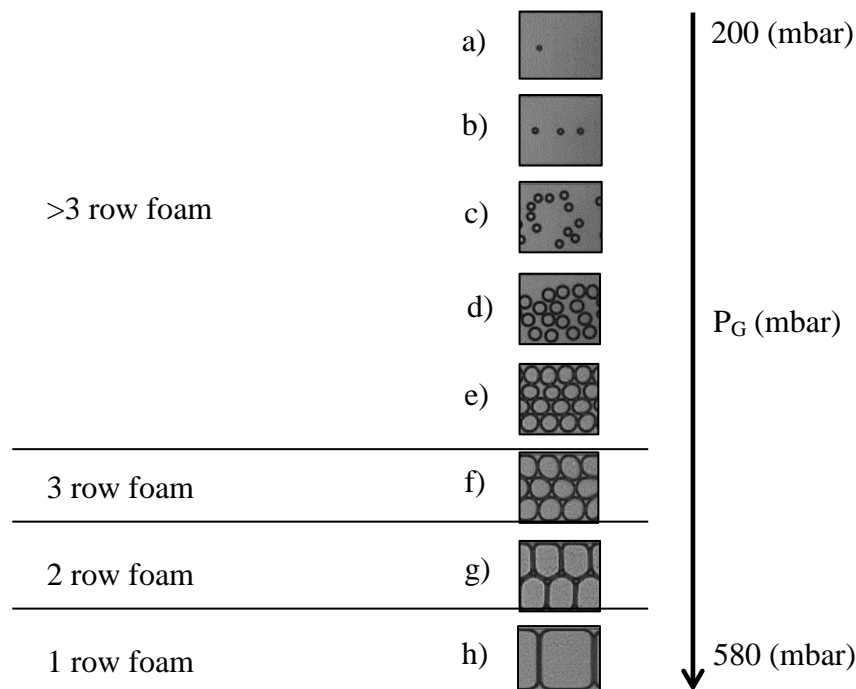 a)
200 (mbar)
b)
>3 row foam
c)
d)
P_G (mbar)
e)
3 row foam
f)
2 row foam
g)
1 row foam
h)
580 (mbar)